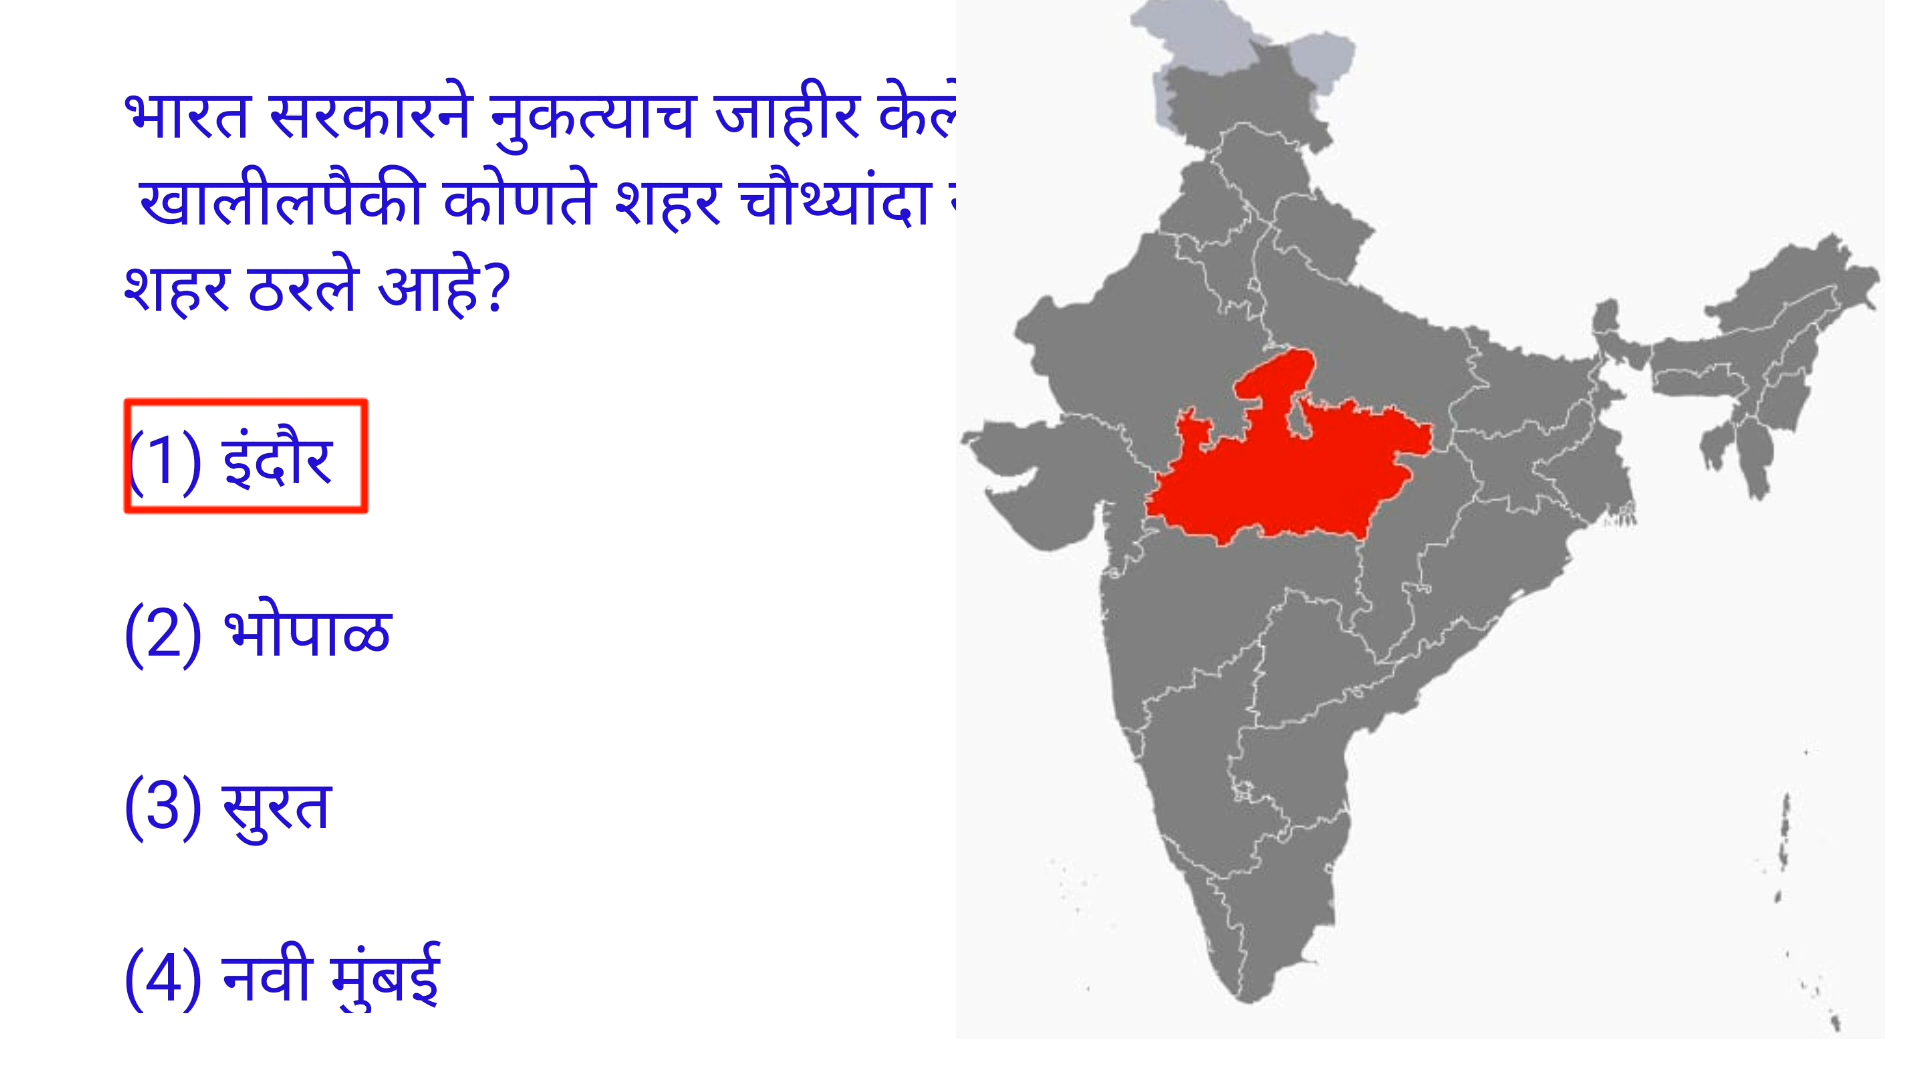 भारत सरकारने नुकत्याच जाहीर केले
खालीलपैकी कोणते शहर चौथ्यांदा
शहर ठरले आहे?
(1) इंदौर
(2) भोपाळ
(3) सुरत
(4) नवी मुंबई